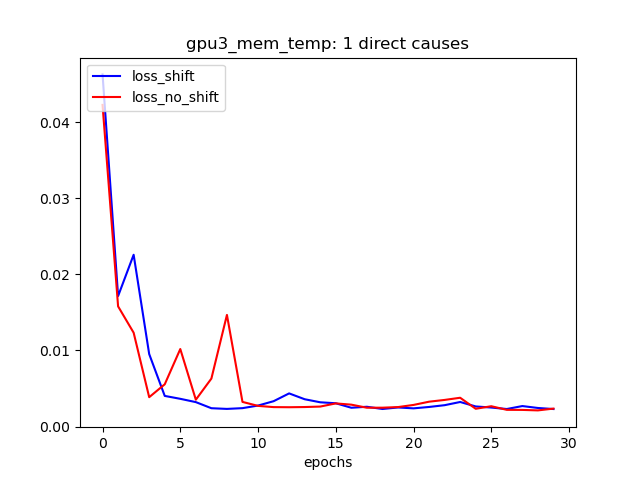 gpu3_mem_temp: 1 direct causes
loss_shift
loss_no_shift
0.04
0.03
0.02
0.01
0.00
0 5 10 15 20 25 30
epochs